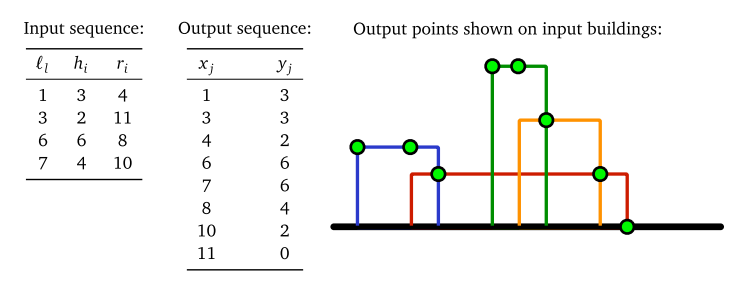 Input sequence: Output sequence: Output points shown on input buildings:
ℓ_l h_i r_i x_j y_j
1 3 4 1 3
3 2 11 3 3
6 6 8 4 2
7 4 10 6 6
7 6
8 4
10 2
11 0